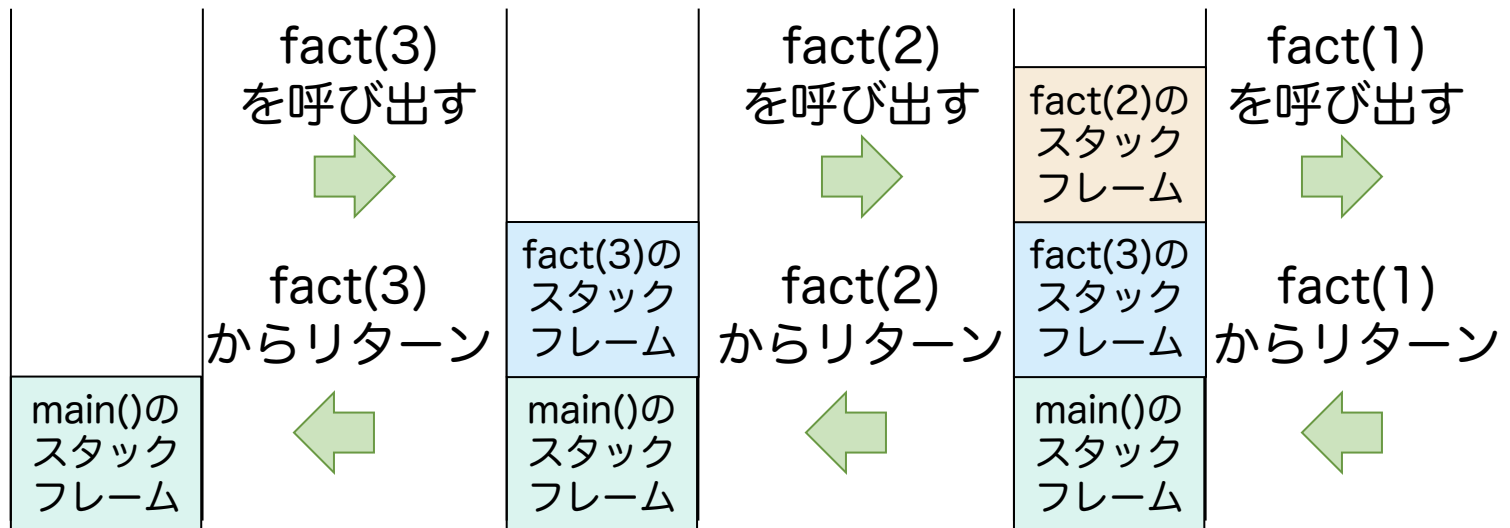 fact(3)
を呼び出す
fact(3)
からリターン
main()の
スタック
フレーム
fact(3)の
スタック
フレーム
main()の
スタック
フレーム
fact(2)
を呼び出す
fact(2)
からリターン
fact(2)の
スタック
フレーム
fact(3)の
スタック
フレーム
main()の
スタック
フレーム
fact(1)
を呼び出す
fact(1)
からリターン